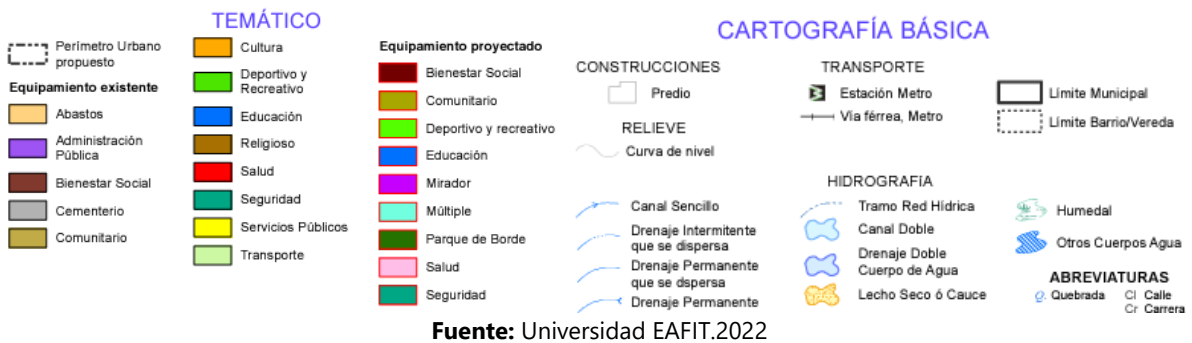 TEMÁTICO
Perímetro Urbano
propuesto
Equipamiento existente
Abastos
Administración
Pública
Bienestar Social
Cementerio
Comunitario
Cultura
Deportivo y
Recreativo
Educación
Religioso
Salud
Seguridad
Servicios Públicos
Transporte
Equipamiento proyectado
Bienestar Social
Comunitario
Deportivo y recreativo
Educación
Mirador
Múltiple
Parque de Borde
Salud
Seguridad
CARTOGRAFÍA BÁSICA
CONSTRUCCIONES
Predio
RELIEVE
Curva de nivel
TRANSPORTE
Estación Metro
Vía férrea, Metro
Límite Municipal
Límite Barrio/Vereda
HIDROGRAFIA
Canal Sencillo
Drenaje Intermitente
que se dispersa
Drenaje Permanente
que se dispersa
Drenaje Permanente
Tramo Red Hídrica
Canal Doble
Drenaje Doble
Cuerpo de Agua
Lecho Seco ó Cauce
Humedal
Otros Cuerpos Agua
ABREVIATURAS
Q. Quebrada
Cl Calle
Cr Carrera
Fuente: Universidad EAFIT.2022